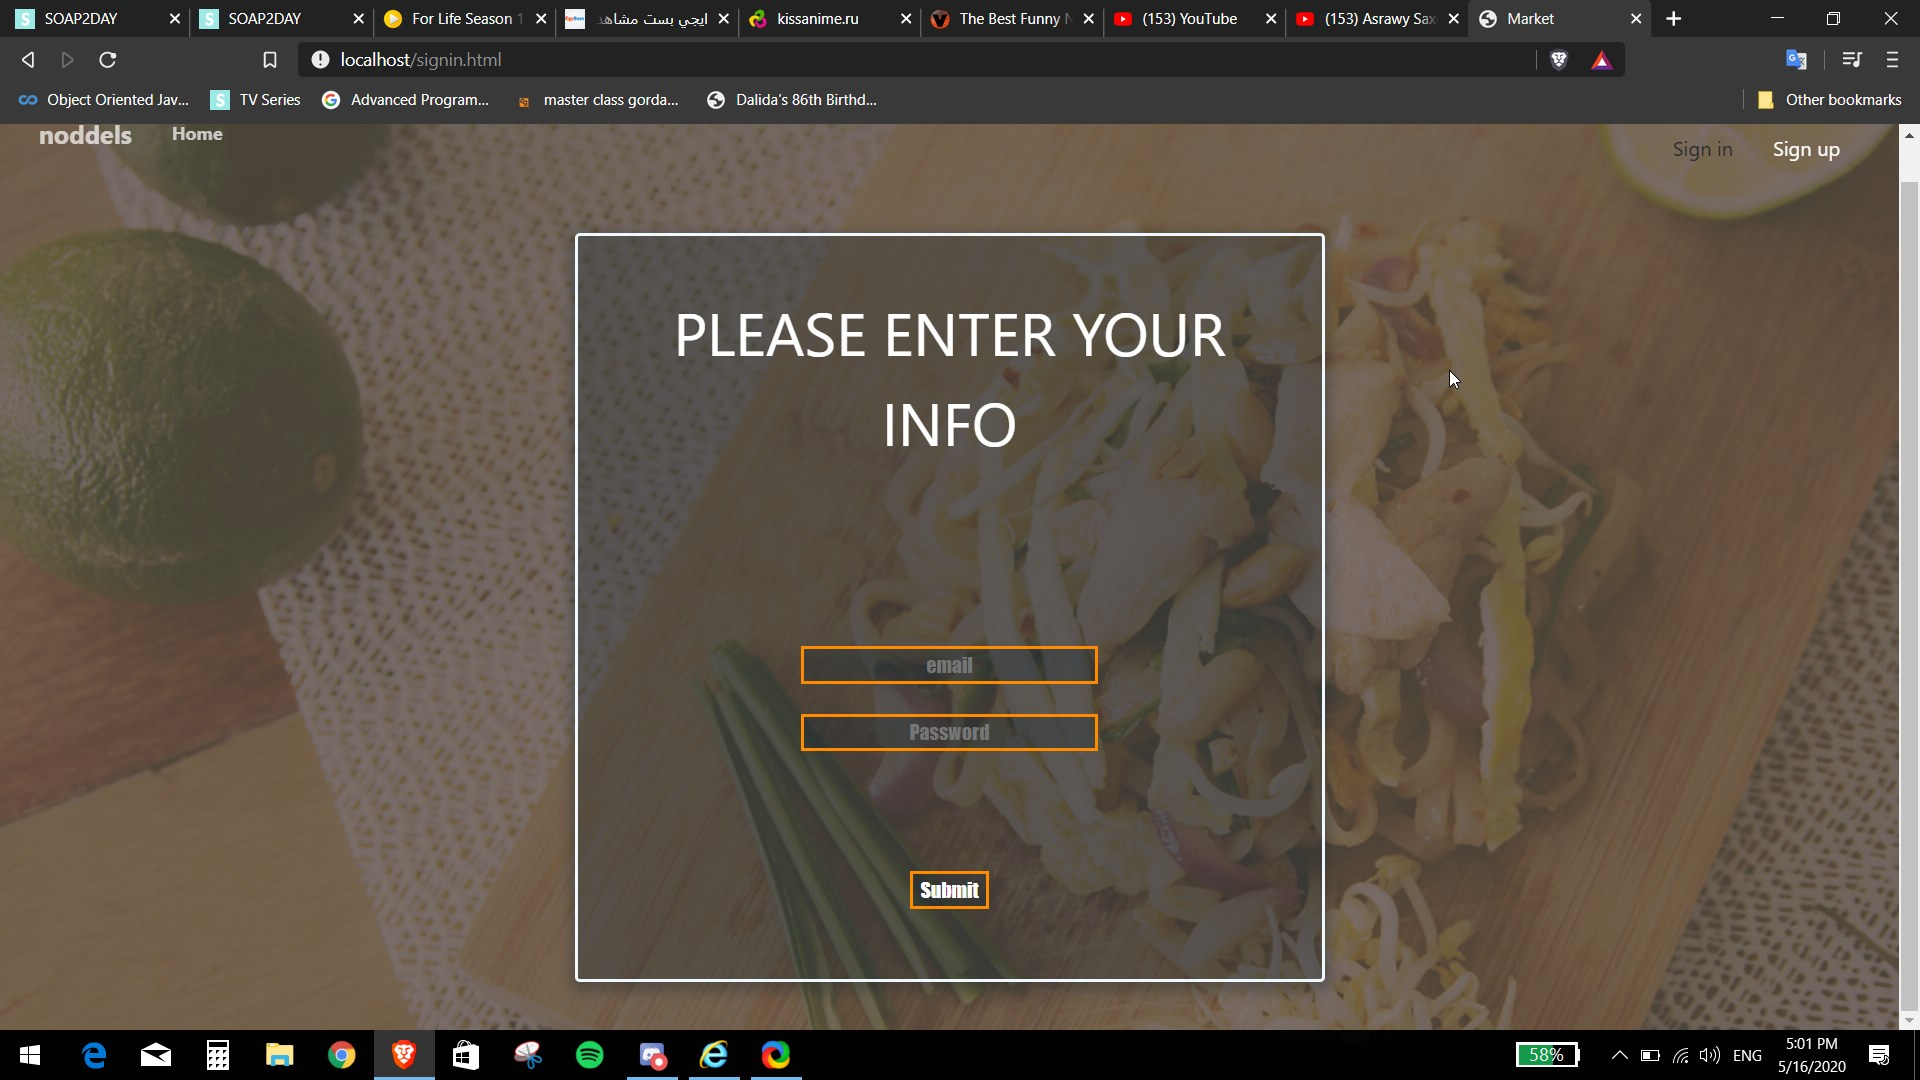 SOAP2DAY
SOAP2DAY
For Life Season 1
ايجي بست مشاهد
kissanime.ru
The Best Funny
(153) YouTube
(153) Asrawy Sax
Market
localhost/signin.html
Object Oriented Jav...
TV Series
Advanced Program...
master class gorda...
Dalida's 86th Birthd...
Other bookmarks
noddels
Home
Sign in
Sign up
PLEASE ENTER YOUR
INFO
email
Password
Submit
58%
ENG
5:01 PM
5/16/2020